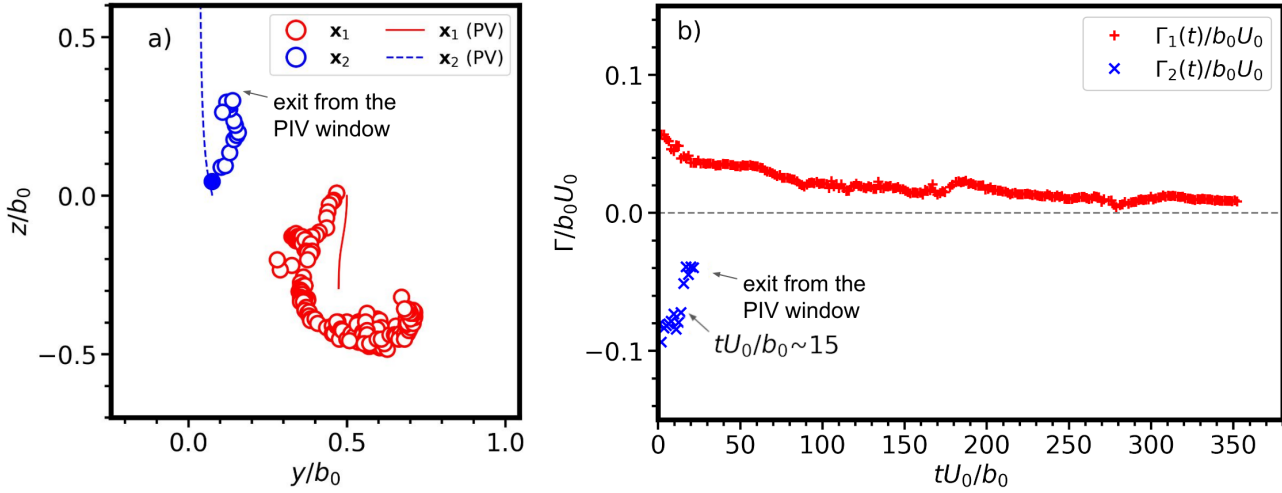 a)
x₁
x₂
x₁ (PV)
x₂ (PV)
exit from the
PIV window
0.5
0.0
−0.5
z/b₀
0.0
0.5
1.0
y/b₀
b)
Γ₁(t)/b₀U₀
Γ₂(t)/b₀U₀
exit from the
PIV window
tU₀/b₀~15
0.1
0.0
−0.1
Γ/b₀U₀
0
50
100
150
200
250
300
350
tU₀/b₀